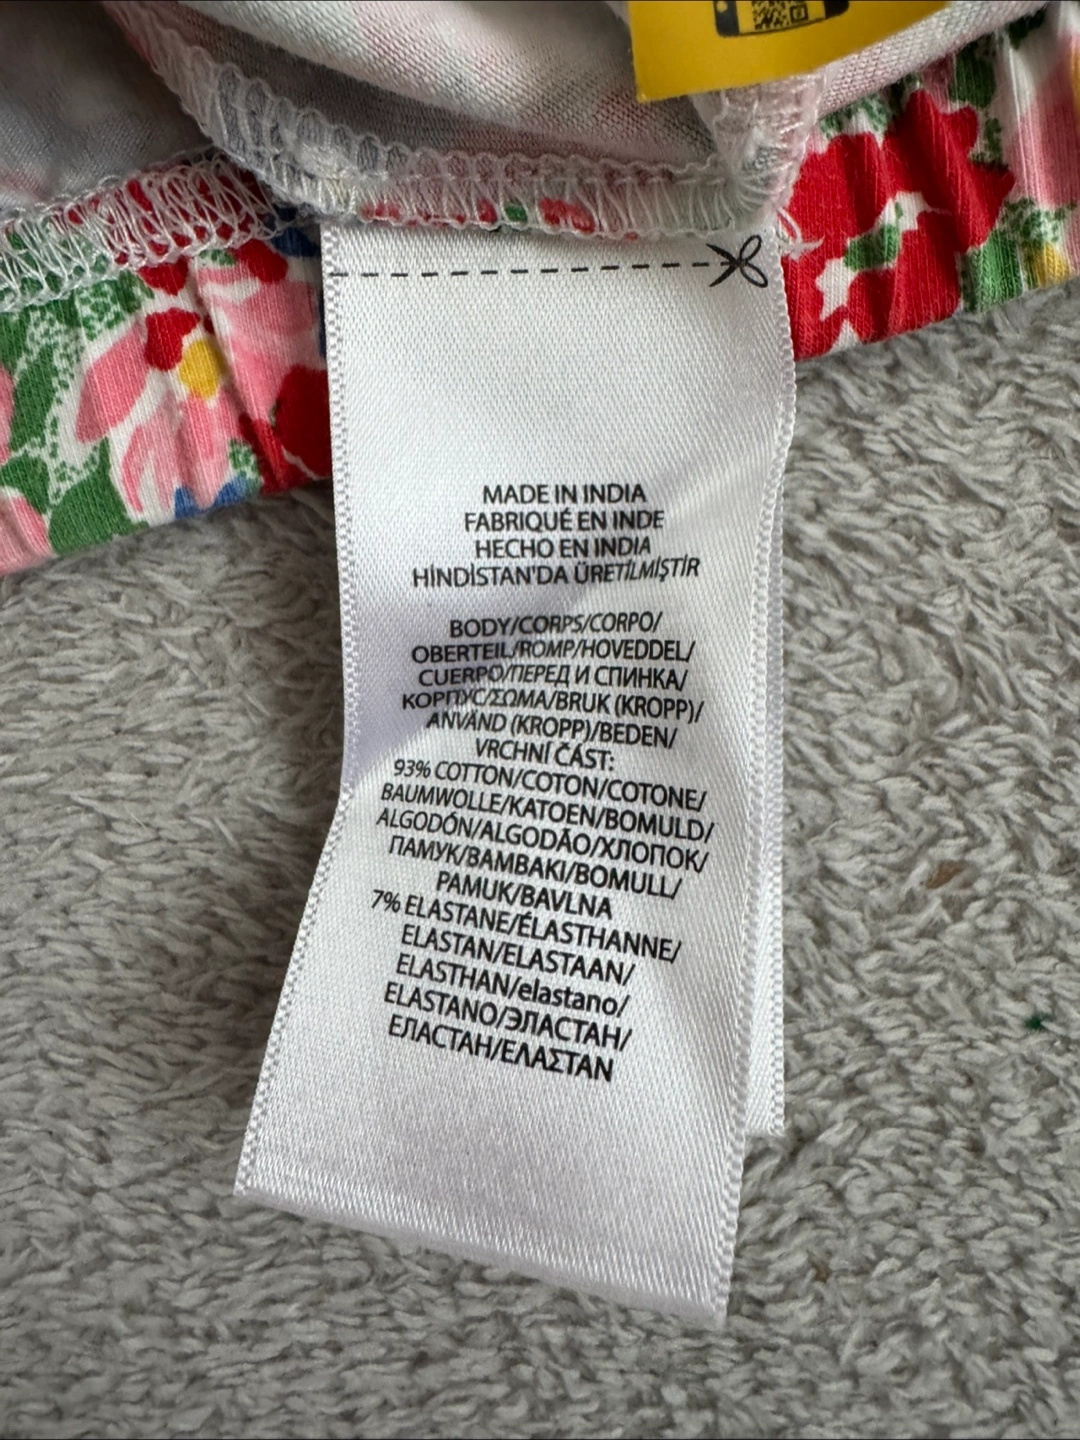 MADE IN INDIA
FABRIQUÉ EN INDE
HECHO EN INDIA
HİNDİSTAN'DA ÜRETİLMİŞTİR
BODY/CORPS/CORPO/
OBERTEIL/ROMP/HOVEDDEL/
CUERPO/ПЕРЕД И СПИНКА/
КОРПУС/ΣΩΜΑ/BRUK (KROPP)/
ANVÄND (KROPP)/BEDEN/
VRCHNÍ ČÁST:
93% COTTON/COTON/COTONE/
BAUMWOLLE/KATOEN/BOMULD/
ALGODÓN/ALGODÃO/ХЛОПОК/
ПАМУК/BAMBAKI/BOMULL/
PAMUK/BAVLNA
7% ELASTANE/ÉLASTHANNE/
ELASTAN/ELASTAAN/
ELASTHAN/elastano/
ELASTANO/ЭЛАСТАН/
ЕЛАСТАН/ΕΛΑΣΤΑΝ